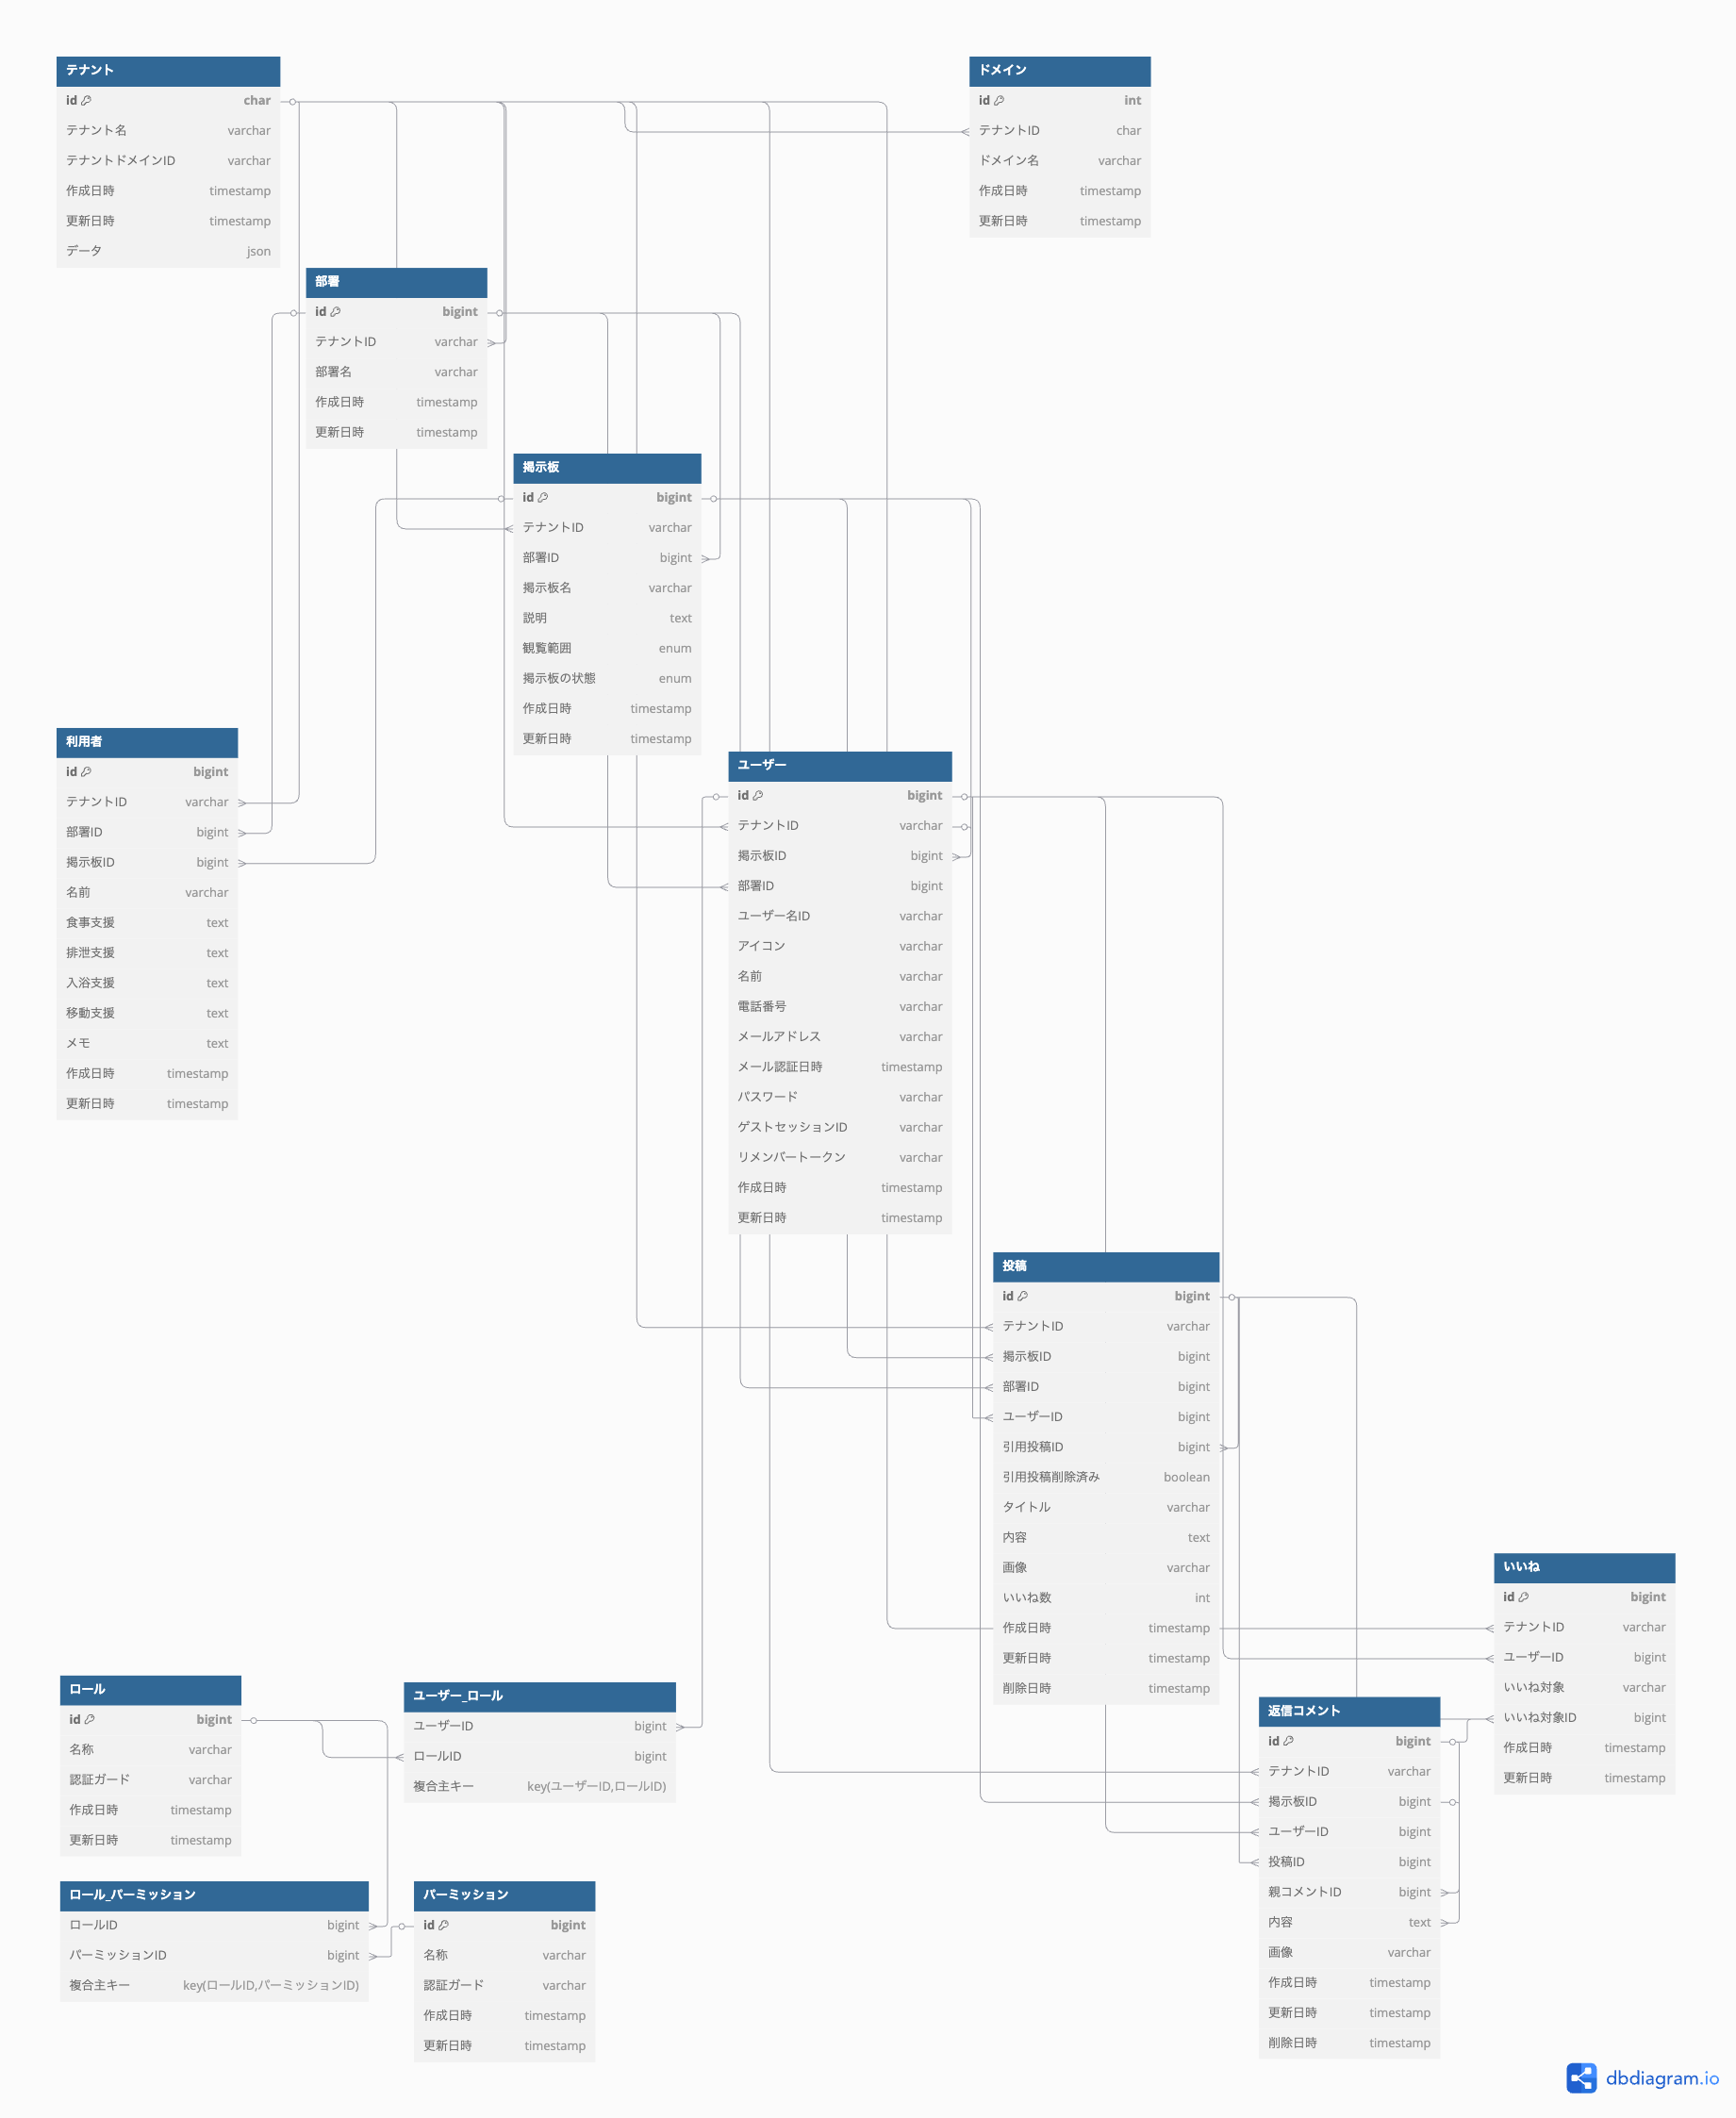 テナント
id char
テナント名 varchar
テナントドメインID varchar
作成日時 timestamp
更新日時 timestamp
データ json
ドメイン
id int
テナントID char
ドメイン名 varchar
作成日時 timestamp
更新日時 timestamp
部署
id bigint
テナントID varchar
部署名 varchar
作成日時 timestamp
更新日時 timestamp
掲示板
id bigint
テナントID varchar
部署ID bigint
掲示板名 varchar
説明 text
観覧範囲 enum
掲示板の状態 enum
作成日時 timestamp
更新日時 timestamp
利用者
id bigint
テナントID varchar
部署ID bigint
掲示板ID bigint
名前 varchar
食事支援 text
排泄支援 text
入浴支援 text
移動支援 text
メモ text
作成日時 timestamp
更新日時 timestamp
ユーザー
id bigint
テナントID varchar
掲示板ID bigint
部署ID bigint
ユーザー名ID varchar
アイコン varchar
名前 varchar
電話番号 varchar
メールアドレス varchar
メール認証日時 timestamp
パスワード varchar
ゲストセッションID varchar
リメンバートークン varchar
作成日時 timestamp
更新日時 timestamp
投稿
id bigint
テナントID varchar
掲示板ID bigint
部署ID bigint
ユーザーID bigint
引用投稿ID bigint
引用投稿削除済み boolean
タイトル varchar
内容 text
画像 varchar
いいね数 int
作成日時 timestamp
更新日時 timestamp
削除日時 timestamp
いいね
id bigint
テナントID varchar
ユーザーID bigint
いいね対象 varchar
いいね対象ID bigint
作成日時 timestamp
更新日時 timestamp
ロール
id bigint
名称 varchar
認証ガード varchar
作成日時 timestamp
更新日時 timestamp
ユーザー_ロール
ユーザーID bigint
ロールID bigint
複合主キー key(ユーザーID,ロールID)
返信コメント
id bigint
テナントID varchar
掲示板ID bigint
ユーザーID bigint
投稿ID bigint
親コメントID bigint
内容 text
画像 varchar
作成日時 timestamp
更新日時 timestamp
削除日時 timestamp
ロール_パーミッション
ロールID bigint
パーミッションID bigint
複合主キー key(ロールID,パーミッションID)
パーミッション
id bigint
名称 varchar
認証ガード varchar
作成日時 timestamp
更新日時 timestamp
dbdiagram.io